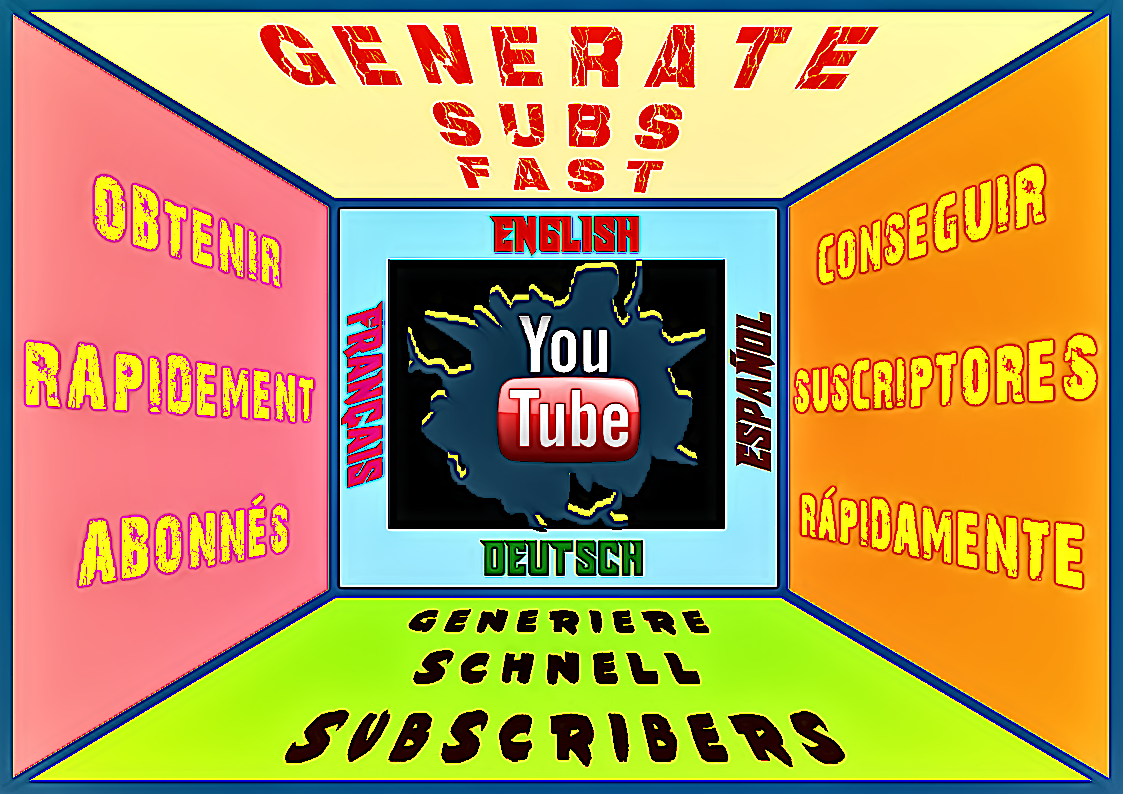 GENERATE
SUBS
FAST
OBTENIR
RAPIDEMENT
ABONNÉS
ENGLISH
FRANÇAIS
You
Tube
ESPAÑOL
DEUTSCH
CONSEGUIR
SUSCRIPTORES
RÁPIDAMENTE
GENERIERE
SCHNELL
SUBSCRIBERS